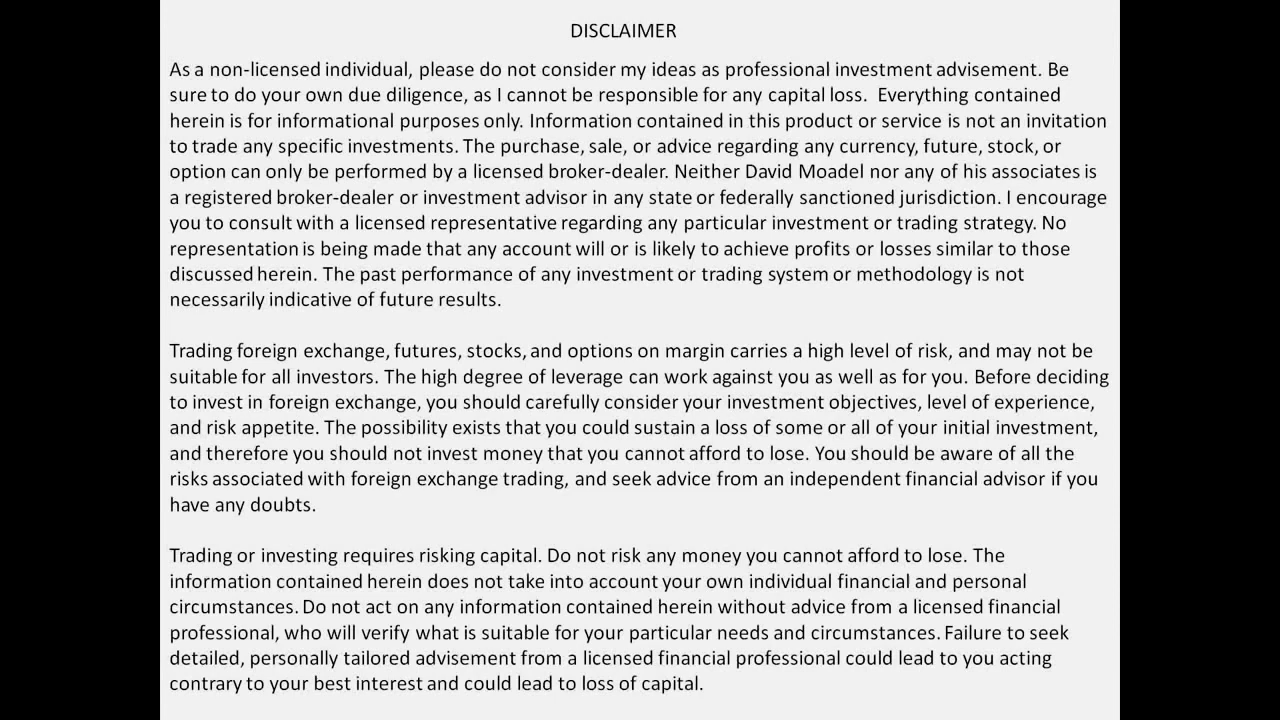 DISCLAIMER
As a non-licensed individual, please do not consider my ideas as professional investment advisement. Be
sure to do your own due diligence, as I cannot be responsible for any capital loss.  Everything contained
herein is for informational purposes only. Information contained in this product or service is not an invitation
to trade any specific investments. The purchase, sale, or advice regarding any currency, future, stock, or
option can only be performed by a licensed broker-dealer. Neither David Moadel nor any of his associates is
a registered broker-dealer or investment advisor in any state or federally sanctioned jurisdiction. I encourage
you to consult with a licensed representative regarding any particular investment or trading strategy. No
representation is being made that any account will or is likely to achieve profits or losses similar to those
discussed herein. The past performance of any investment or trading system or methodology is not
necessarily indicative of future results.
Trading foreign exchange, futures, stocks, and options on margin carries a high level of risk, and may not be
suitable for all investors. The high degree of leverage can work against you as well as for you. Before deciding
to invest in foreign exchange, you should carefully consider your investment objectives, level of experience,
and risk appetite. The possibility exists that you could sustain a loss of some or all of your initial investment,
and therefore you should not invest money that you cannot afford to lose. You should be aware of all the
risks associated with foreign exchange trading, and seek advice from an independent financial advisor if you
have any doubts.
Trading or investing requires risking capital. Do not risk any money you cannot afford to lose. The
information contained herein does not take into account your own individual financial and personal
circumstances. Do not act on any information contained herein without advice from a licensed financial
professional, who will verify what is suitable for your particular needs and circumstances. Failure to seek
detailed, personally tailored advisement from a licensed financial professional could lead to you acting
contrary to your best interest and could lead to loss of capital.